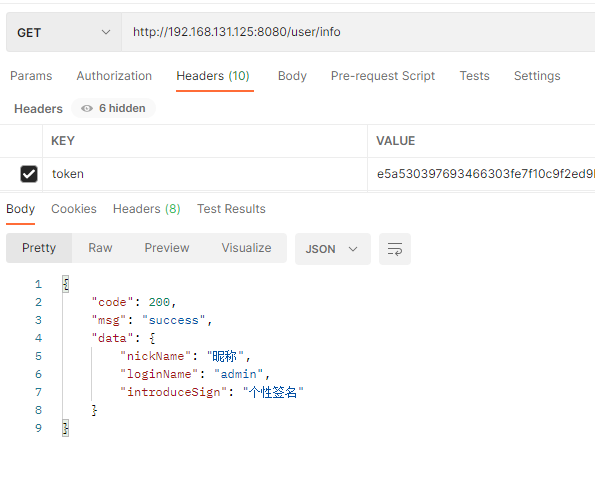 GET http://192.168.131.125:8080/user/info
Params Authorization Headers (10) Body Pre-request Script Tests Settings
Headers 6 hidden
KEY VALUE
token e5a530397693466303fe7f10c9f2ed9
Body Cookies Headers (8) Test Results
Pretty Raw Preview Visualize JSON
1 {
2 "code": 200,
3 "msg": "success",
4 "data": {
5 "nickName": "昵称",
6 "loginName": "admin",
7 "introduceSign": "个性签名"
8 }
9 }